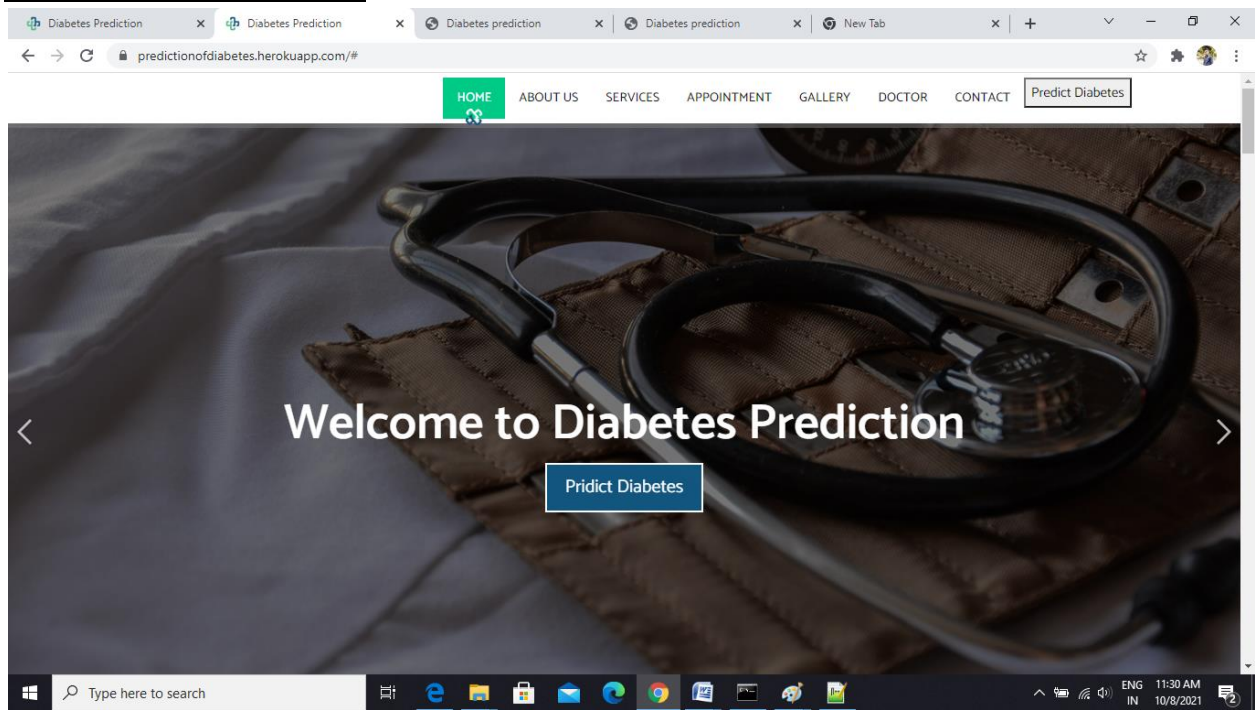 Diabetes Prediction
Diabetes Prediction
Diabetes prediction
Diabetes prediction
New Tab
predictionofdiabetes.herokuapp.com/#
HOME ABOUT US SERVICES APPOINTMENT GALLERY DOCTOR CONTACT Predict Diabetes
Welcome to Diabetes Prediction
Pridict Diabetes
Type here to search
ENG 11:30 AM
IN 10/8/2021
2